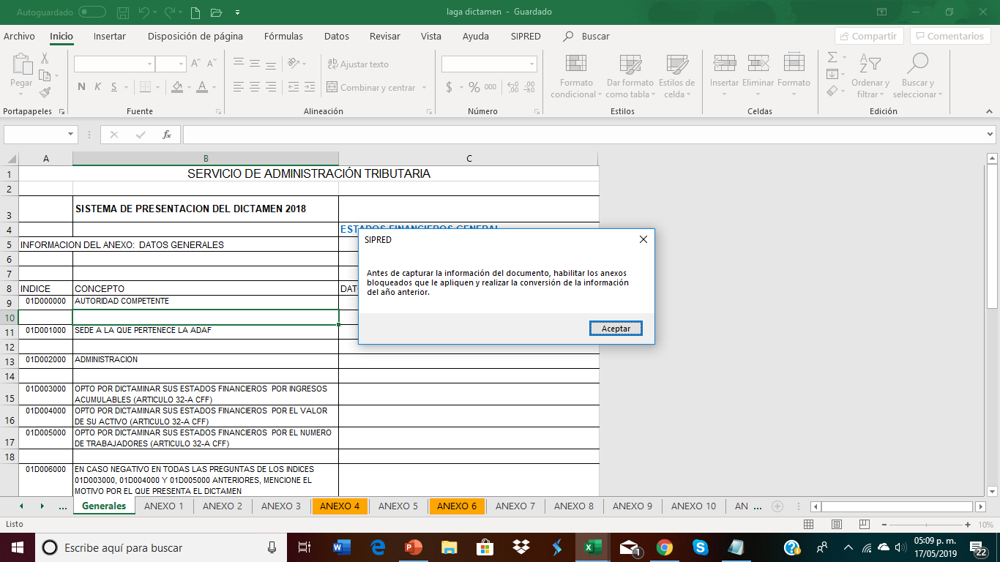 Autoguardado
laga dictamen - Guardado
Archivo Inicio Insertar Disposición de página Fórmulas Datos Revisar Vista Ayuda SIPRED Buscar Compartir Comentarios
Pegar
N K S
Ajustar texto
Combinar y centrar
$ % 000
Formato condicional
Dar formato como tabla
Estilos de celda
Insertar Eliminar Formato
Ordenar y filtrar
Buscar y seleccionar
Portapapeles Fuente Alineación Número Estilos Celdas Edición
fx
A B C
1 SERVICIO DE ADMINISTRACIÓN TRIBUTARIA
2
3 SISTEMA DE PRESENTACION DEL DICTAMEN 2018
4 ESTADOS FINANCIEROS GENERAL
5 INFORMACION DEL ANEXO: DATOS GENERALES
6
7
8 INDICE CONCEPTO
9 01D000000 AUTORIDAD COMPETENTE
10
11 01D001000 SEDE A LA QUE PERTENECE LA ADAF
12
13 01D002000 ADMINISTRACION
14
01D003000 OPTO POR DICTAMINAR SUS ESTADOS FINANCIEROS POR INGRESOS
15 ACUMULABLES (ARTICULO 32-A CFF)
01D004000 OPTO POR DICTAMINAR SUS ESTADOS FINANCIEROS POR EL VALOR
16 DE SU ACTIVO (ARTICULO 32-A CFF)
01D005000 OPTO POR DICTAMINAR SUS ESTADOS FINANCIEROS POR EL NUMERO
17 DE TRABAJADORES (ARTICULO 32-A CFF)
18
01D006000 EN CASO NEGATIVO EN TODAS LAS PREGUNTAS DE LOS INDICES
01D003000, 01D004000 Y 01D005000 ANTERIORES, MENCIONE EL
MOTIVO POR EL QUE PRESENTA EL DICTAMEN
SIPRED
Antes de capturar la información del documento, habilitar los anexos
bloqueados que le apliquen y realizar la conversión de la información
del año anterior.
Aceptar
... Generales ANEXO 1 ANEXO 2 ANEXO 3 ANEXO 4 ANEXO 5 ANEXO 6 ANEXO 7 ANEXO 8 ANEXO 9 ANEXO 10 AN ...
Listo
10%
Escribe aquí para buscar
1
05:09 p. m.
17/05/2019
22